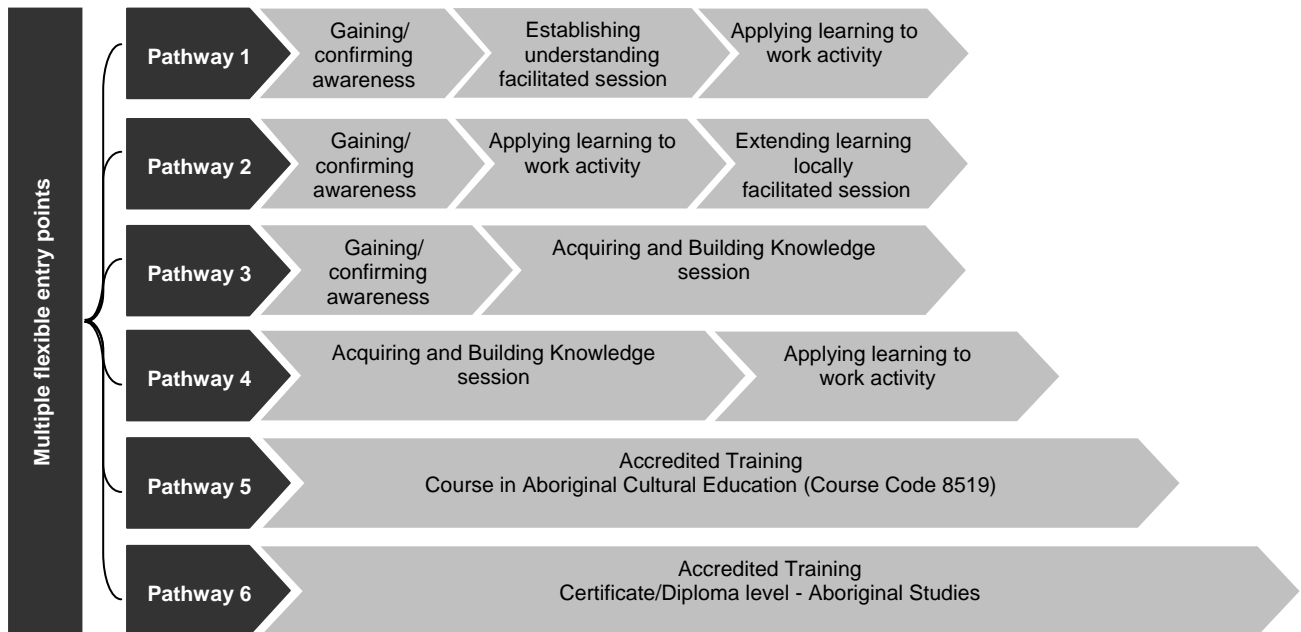 Multiple flexible entry points
Pathway 1
Gaining/
confirming
awareness
Establishing
understanding
facilitated session
Applying learning to
work activity
Pathway 2
Gaining/
confirming
awareness
Applying learning to
work activity
Extending learning
locally
facilitated session
Pathway 3
Gaining/
confirming
awareness
Acquiring and Building Knowledge
session
Pathway 4
Acquiring and Building Knowledge
session
Applying learning to
work activity
Pathway 5
Accredited Training
Course in Aboriginal Cultural Education (Course Code 8519)
Pathway 6
Accredited Training
Certificate/Diploma level - Aboriginal Studies